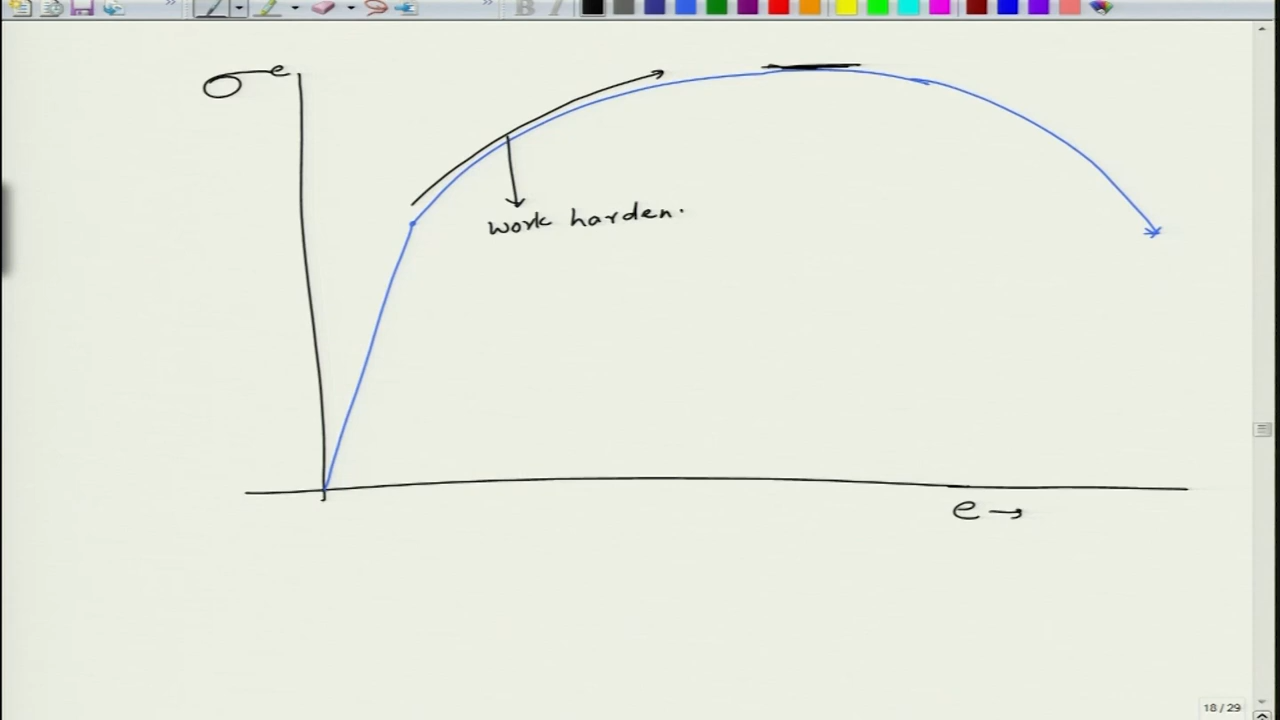 σe
work harden.
e→
18 / 29